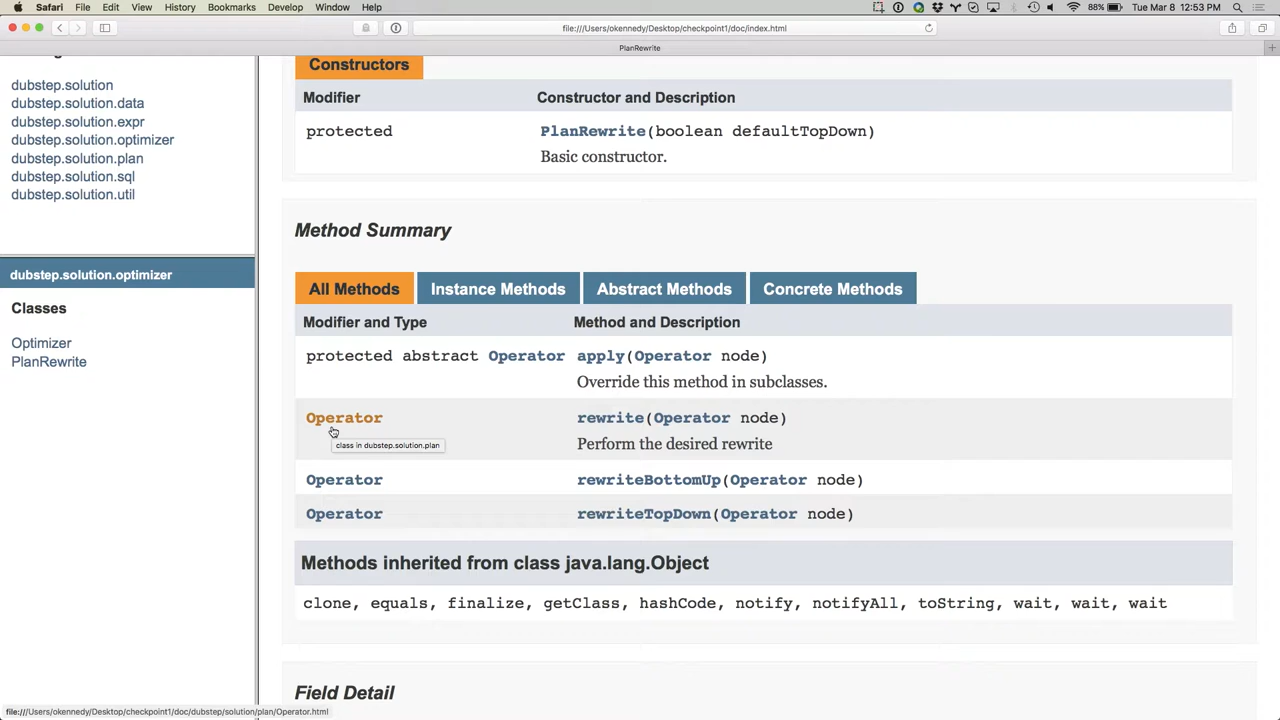 Safari File Edit View History Bookmarks Develop Window Help 88% Tue Mar 8 12:53 PM
file:///Users/okennedy/Desktop/checkpoint1/doc/index.html
PlanRewrite
dubstep.solution
dubstep.solution.data
dubstep.solution.expr
dubstep.solution.optimizer
dubstep.solution.plan
dubstep.solution.sql
dubstep.solution.util
dubstep.solution.optimizer
Classes
Optimizer
PlanRewrite
Constructors
Modifier Constructor and Description
protected PlanRewrite(boolean defaultTopDown)
Basic constructor.
Method Summary
All Methods Instance Methods Abstract Methods Concrete Methods
Modifier and Type Method and Description
protected abstract Operator apply(Operator node)
Override this method in subclasses.
Operator rewrite(Operator node)
class in dubstep.solution.plan Perform the desired rewrite
Operator rewriteBottomUp(Operator node)
Operator rewriteTopDown(Operator node)
Methods inherited from class java.lang.Object
clone, equals, finalize, getClass, hashCode, notify, notifyAll, toString, wait, wait, wait
Field Detail
file:///Users/okennedy/Desktop/checkpoint1/doc/dubstep/solution/plan/Operator.html